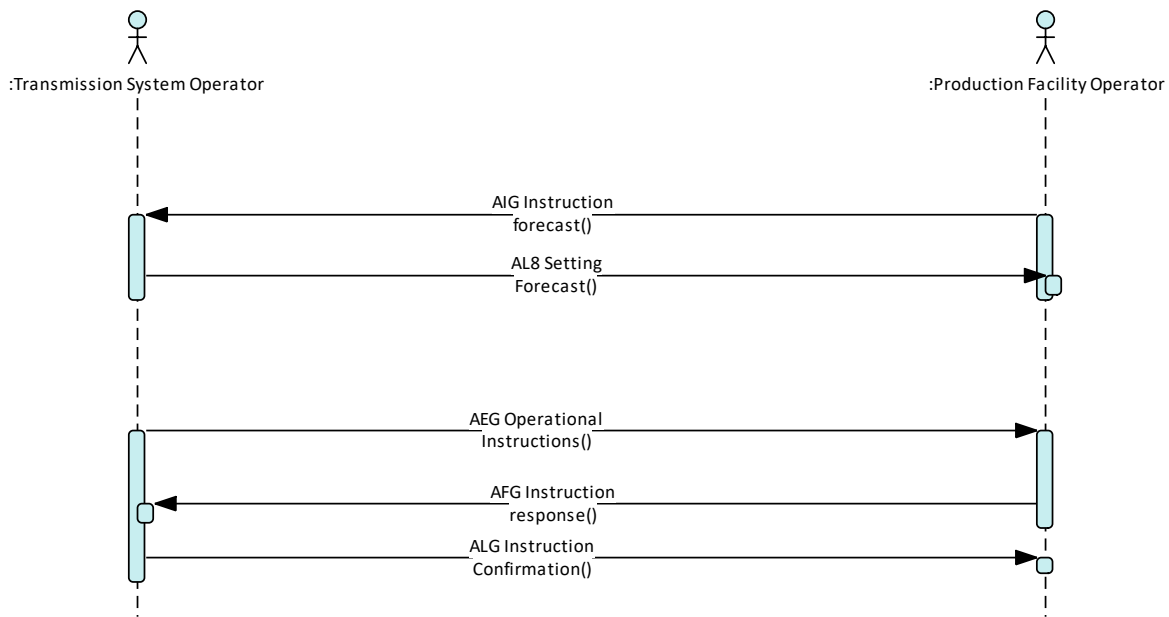 :Transmission System Operator
:Production Facility Operator
AIG Instruction
forecast()
AL8 Setting
Forecast()
AEG Operational
Instructions()
AFG Instruction
response()
ALG Instruction
Confirmation()